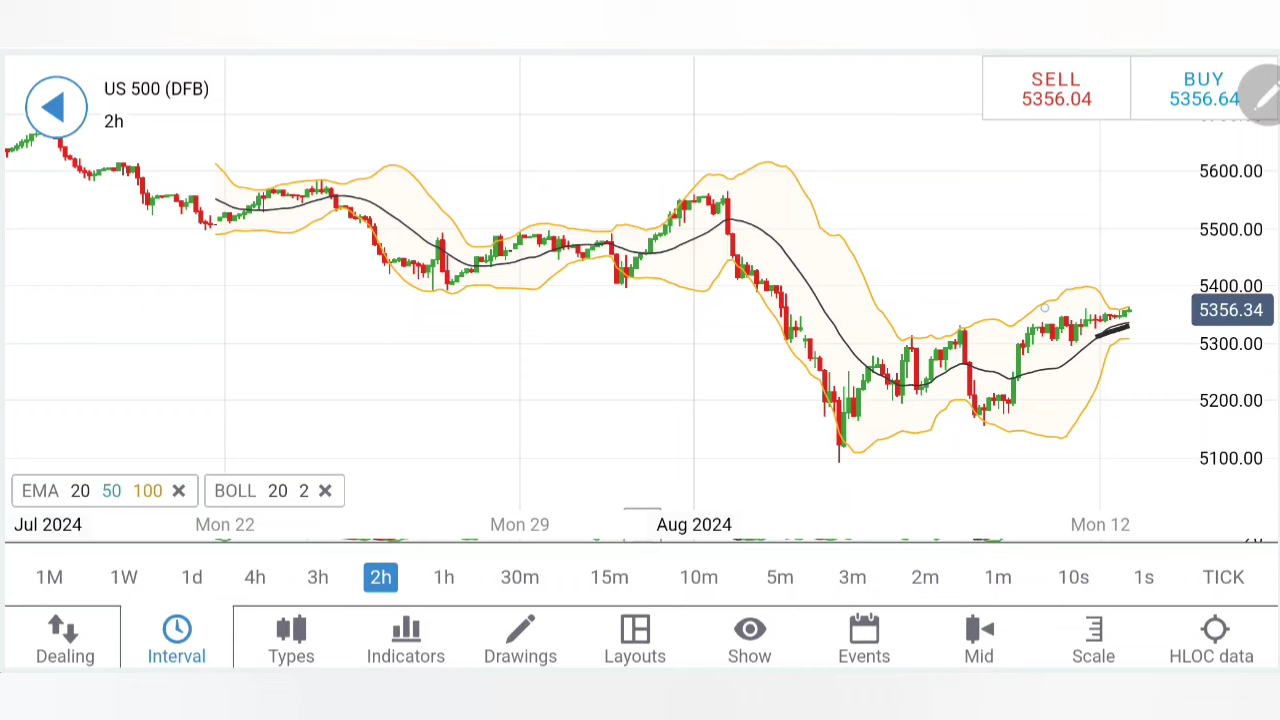 US 500 (DFB)
2h
SELL
5356.04
BUY
5356.64
5600.00
5500.00
5400.00
5356.34
5300.00
5200.00
5100.00
EMA 20 50 100
BOLL 20 2
Jul 2024 Mon 22 Mon 29 Aug 2024 Mon 12
1M 1W 1d 4h 3h 2h 1h 30m 15m 10m 5m 3m 2m 1m 10s 1s TICK
Dealing Interval Types Indicators Drawings Layouts Show Events Mid Scale HLOC data